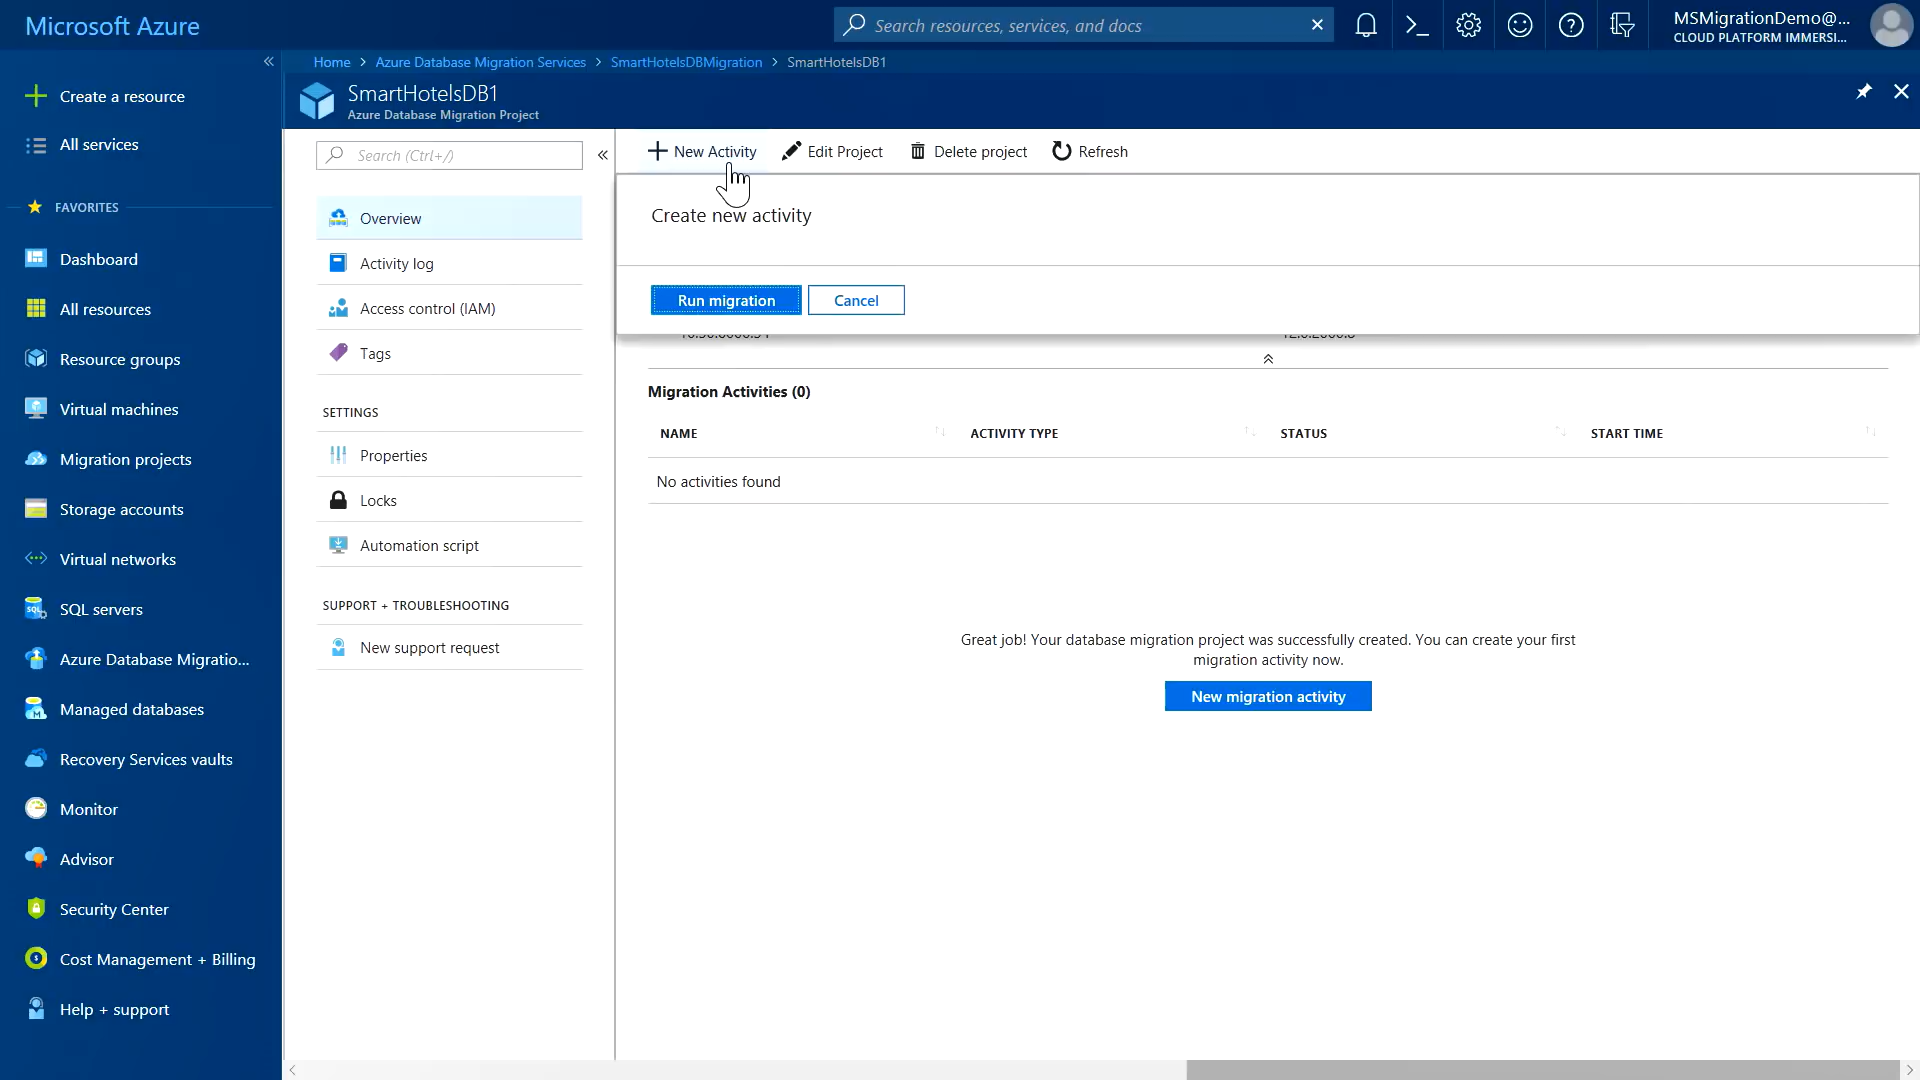 Microsoft Azure
Search resources, services, and docs
MSMigrationDemo@...
CLOUD PLATFORM IMMERSI...
Home > Azure Database Migration Services > SmartHotelsDBMigration > SmartHotelsDB1
SmartHotelsDB1
Azure Database Migration Project
Create a resource
All services
FAVORITES
Dashboard
All resources
Resource groups
Virtual machines
Migration projects
Storage accounts
Virtual networks
SQL servers
Azure Database Migratio...
Managed databases
Recovery Services vaults
Monitor
Advisor
Security Center
Cost Management + Billing
Help + support
Search (Ctrl+/)
Overview
Activity log
Access control (IAM)
Tags
SETTINGS
Properties
Locks
Automation script
SUPPORT + TROUBLESHOOTING
New support request
New Activity Edit Project Delete project Refresh
Create new activity
Run migration Cancel
Migration Activities (0)
NAME ACTIVITY TYPE STATUS START TIME
No activities found
Great job! Your database migration project was successfully created. You can create your first
migration activity now.
New migration activity